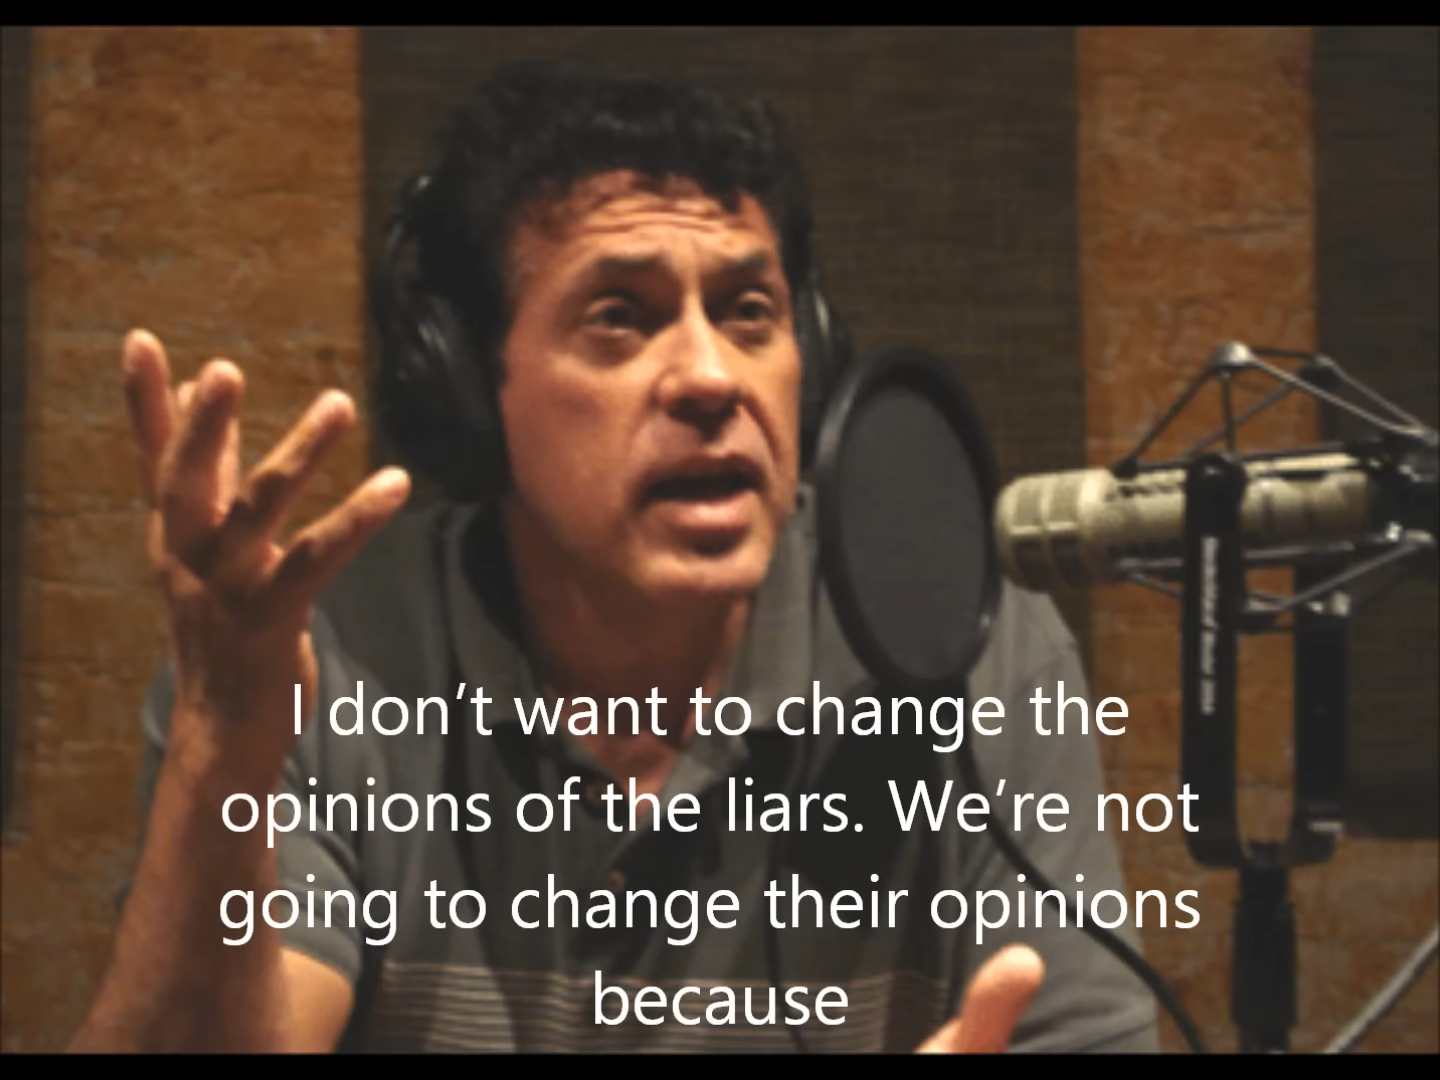 I don’t want to change the
opinions of the liars. We’re not
going to change their opinions
because